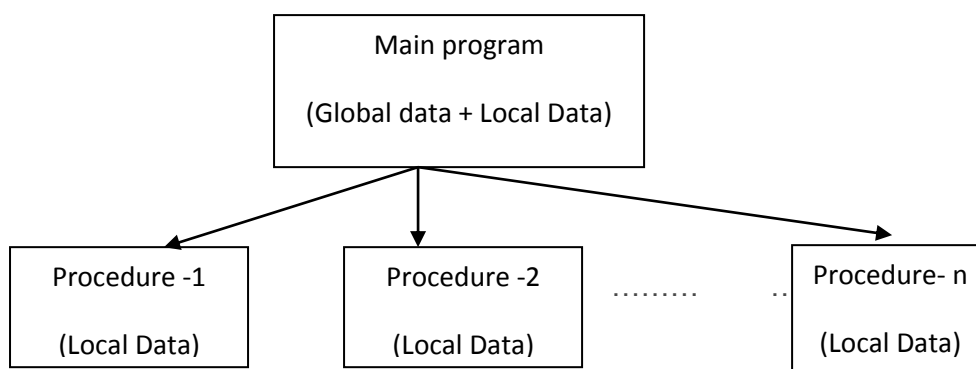 Main program
(Global data + Local Data)
Procedure -1
(Local Data)
Procedure -2
(Local Data)
......... ..
Procedure- n
(Local Data)